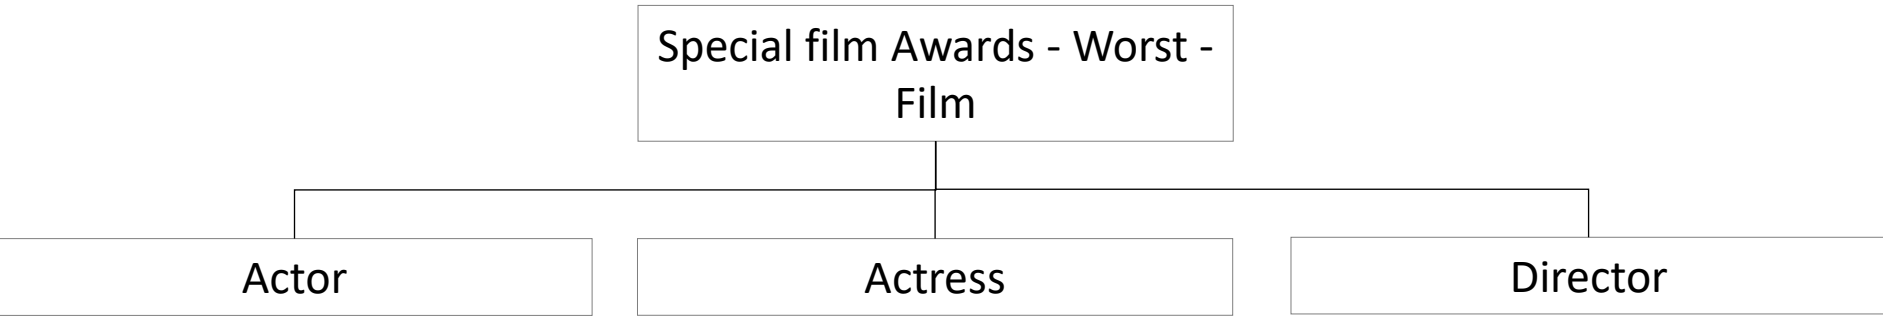 Special film Awards - Worst -
Film
Actor
Actress
Director